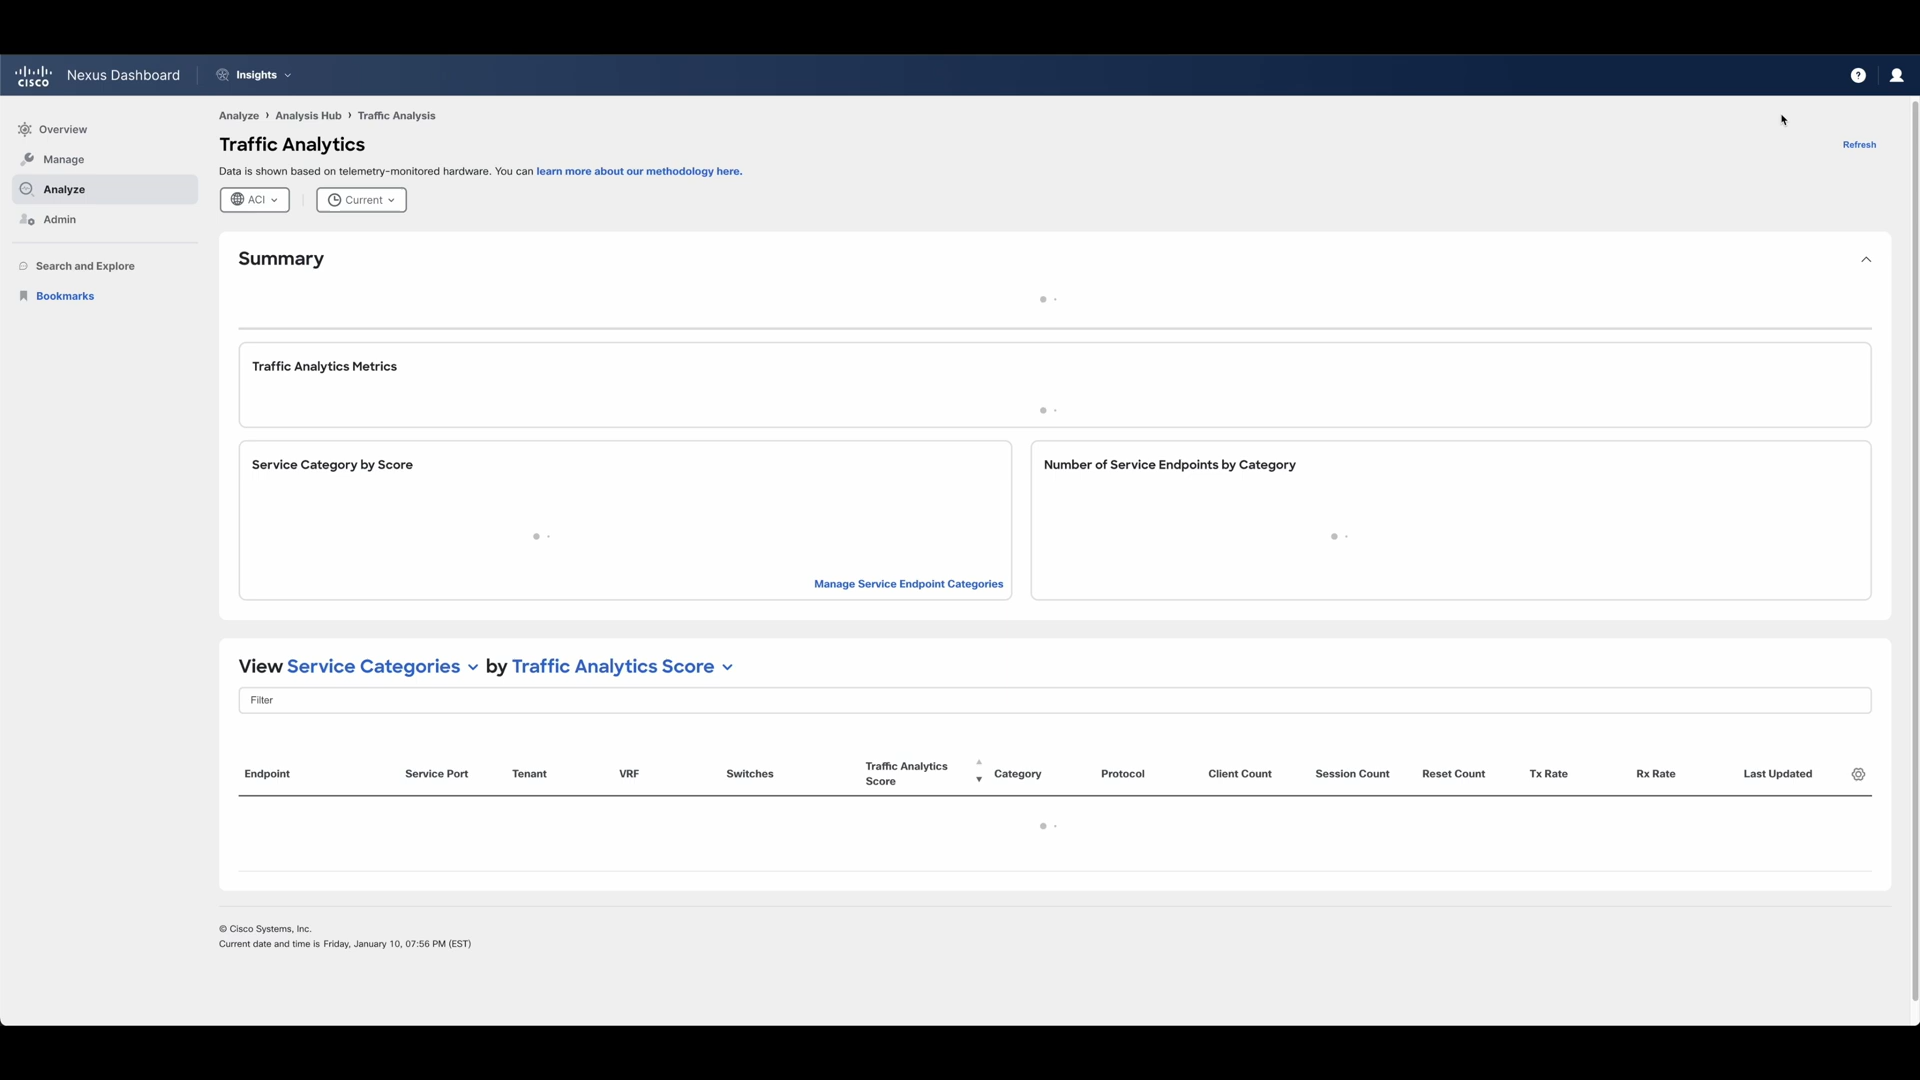 CISCO
Nexus Dashboard
Insights
?
Overview
Manage
Analyze
Admin
Search and Explore
Bookmarks
Analyze › Analysis Hub › Traffic Analysis
Traffic Analytics
Refresh
Data is shown based on telemetry-monitored hardware. You can learn more about our methodology here.
ACI
Current
Summary
Traffic Analytics Metrics
Service Category by Score
Manage Service Endpoint Categories
Number of Service Endpoints by Category
View Service Categories by Traffic Analytics Score
Filter
Endpoint
Service Port
Tenant
VRF
Switches
Traffic Analytics
Score
Category
Protocol
Client Count
Session Count
Reset Count
Tx Rate
Rx Rate
Last Updated
© Cisco Systems, Inc.
Current date and time is Friday, January 10, 07:56 PM (EST)